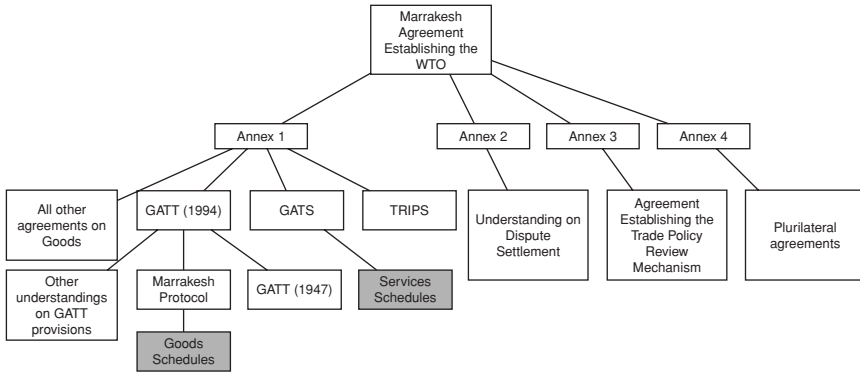 Marrakesh
Agreement
Establishing the
WTO
Annex 1
Annex 2
Annex 3
Annex 4
All other
agreements on
Goods
GATT (1994)
GATS
TRIPS
Understanding on
Dispute
Settlement
Agreement
Establishing the
Trade Policy
Review
Mechanism
Plurilateral
agreements
Other
understandings
on GATT
provisions
Marrakesh
Protocol
GATT (1947)
Services
Schedules
Goods
Schedules